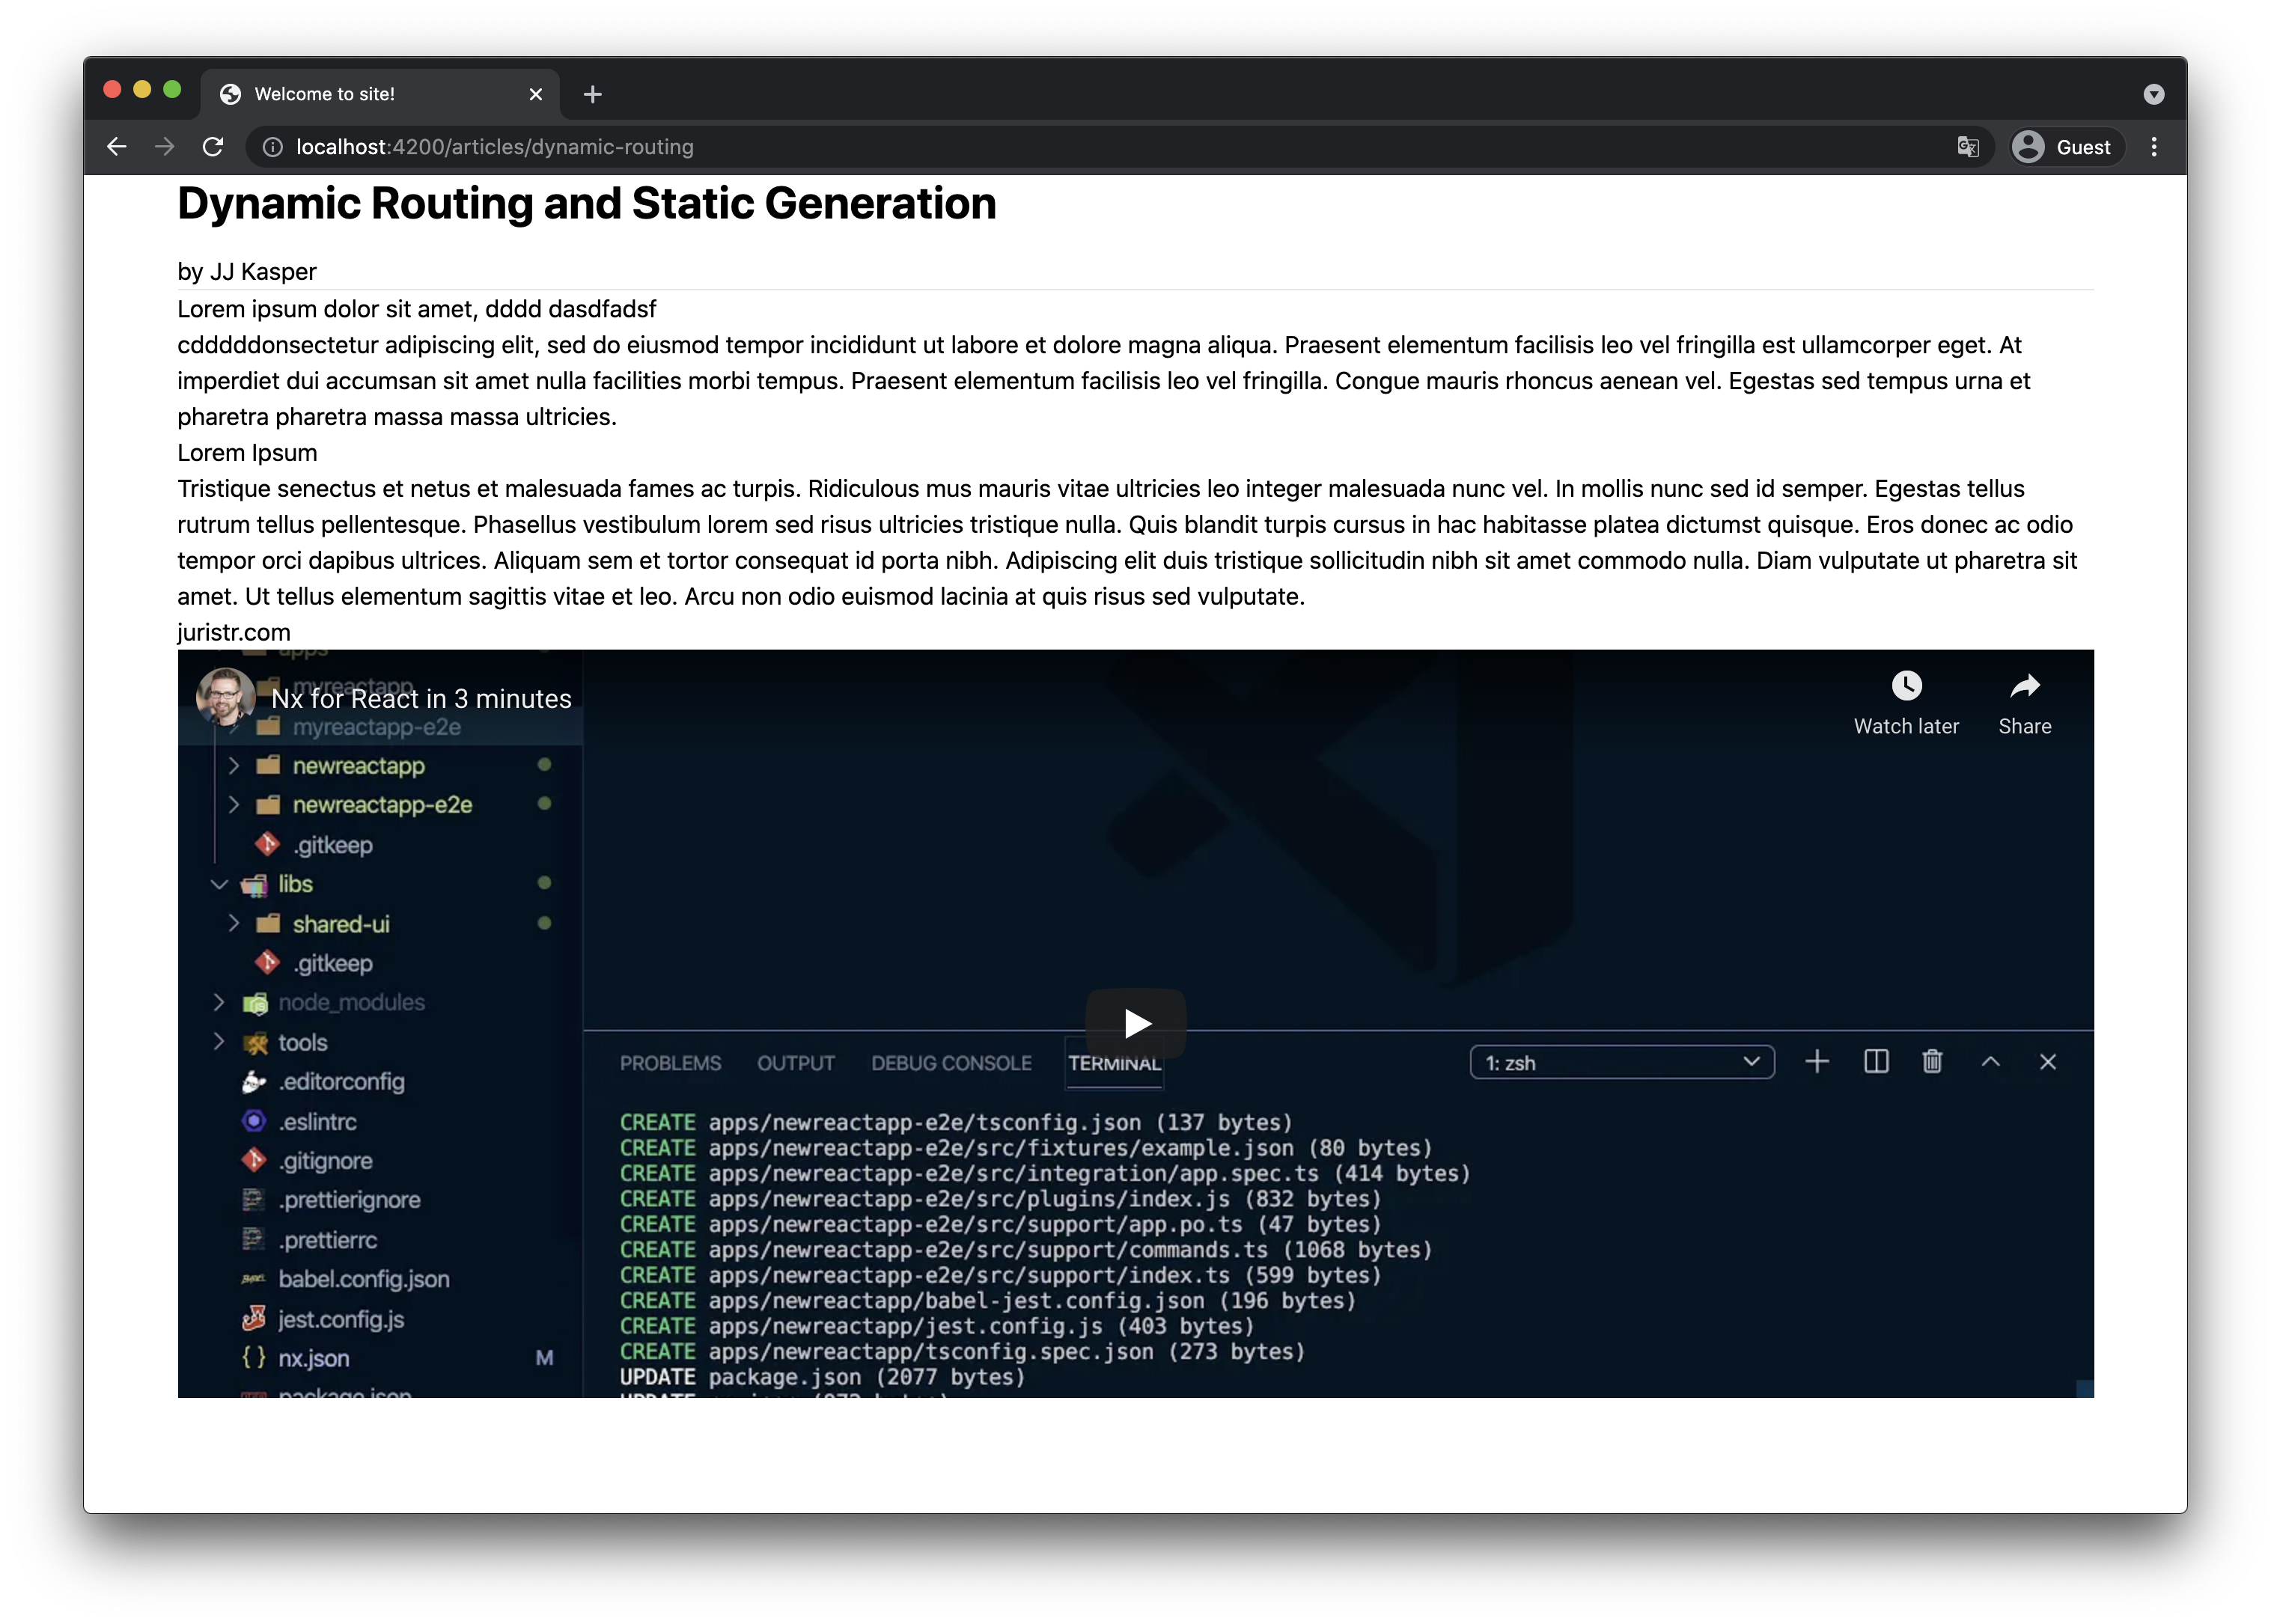 Welcome to site!
localhost:4200/articles/dynamic-routing
Guest
Dynamic Routing and Static Generation
by JJ Kasper
Lorem ipsum dolor sit amet, dddd dasdfadsf
cdddddonsectetur adipiscing elit, sed do eiusmod tempor incididunt ut labore et dolore magna aliqua. Praesent elementum facilisis leo vel fringilla est ullamcorper eget. At
imperdiet dui accumsan sit amet nulla facilities morbi tempus. Praesent elementum facilisis leo vel fringilla. Congue mauris rhoncus aenean vel. Egestas sed tempus urna et
pharetra pharetra massa massa ultricies.
Lorem Ipsum
Tristique senectus et netus et malesuada fames ac turpis. Ridiculous mus mauris vitae ultricies leo integer malesuada nunc vel. In mollis nunc sed id semper. Egestas tellus
rutrum tellus pellentesque. Phasellus vestibulum lorem sed risus ultricies tristique nulla. Quis blandit turpis cursus in hac habitasse platea dictumst quisque. Eros donec ac odio
tempor orci dapibus ultrices. Aliquam sem et tortor consequat id porta nibh. Adipiscing elit duis tristique sollicitudin nibh sit amet commodo nulla. Diam vulputate ut pharetra sit
amet. Ut tellus elementum sagittis vitae et leo. Arcu non odio euismod lacinia at quis risus sed vulputate.
juristr.com
apps
myreactapp
Nx for React in 3 minutes
Watch later
Share
myreactapp-e2e
newreactapp
newreactapp-e2e
.gitkeep
libs
shared-ui
.gitkeep
node_modules
tools
.editorconfig
.eslintrc
.gitignore
.prettierignore
.prettierrc
babel.config.json
jest.config.js
nx.json M
package.json
PROBLEMS OUTPUT DEBUG CONSOLE TERMINAL 1: zsh
CREATE apps/newreactapp-e2e/tsconfig.json (137 bytes)
CREATE apps/newreactapp-e2e/src/fixtures/example.json (80 bytes)
CREATE apps/newreactapp-e2e/src/integration/app.spec.ts (414 bytes)
CREATE apps/newreactapp-e2e/src/plugins/index.js (832 bytes)
CREATE apps/newreactapp-e2e/src/support/app.po.ts (47 bytes)
CREATE apps/newreactapp-e2e/src/support/commands.ts (1068 bytes)
CREATE apps/newreactapp-e2e/src/support/index.ts (599 bytes)
CREATE apps/newreactapp/babel-jest.config.json (196 bytes)
CREATE apps/newreactapp/jest.config.js (403 bytes)
CREATE apps/newreactapp/tsconfig.spec.json (273 bytes)
UPDATE package.json (2077 bytes)